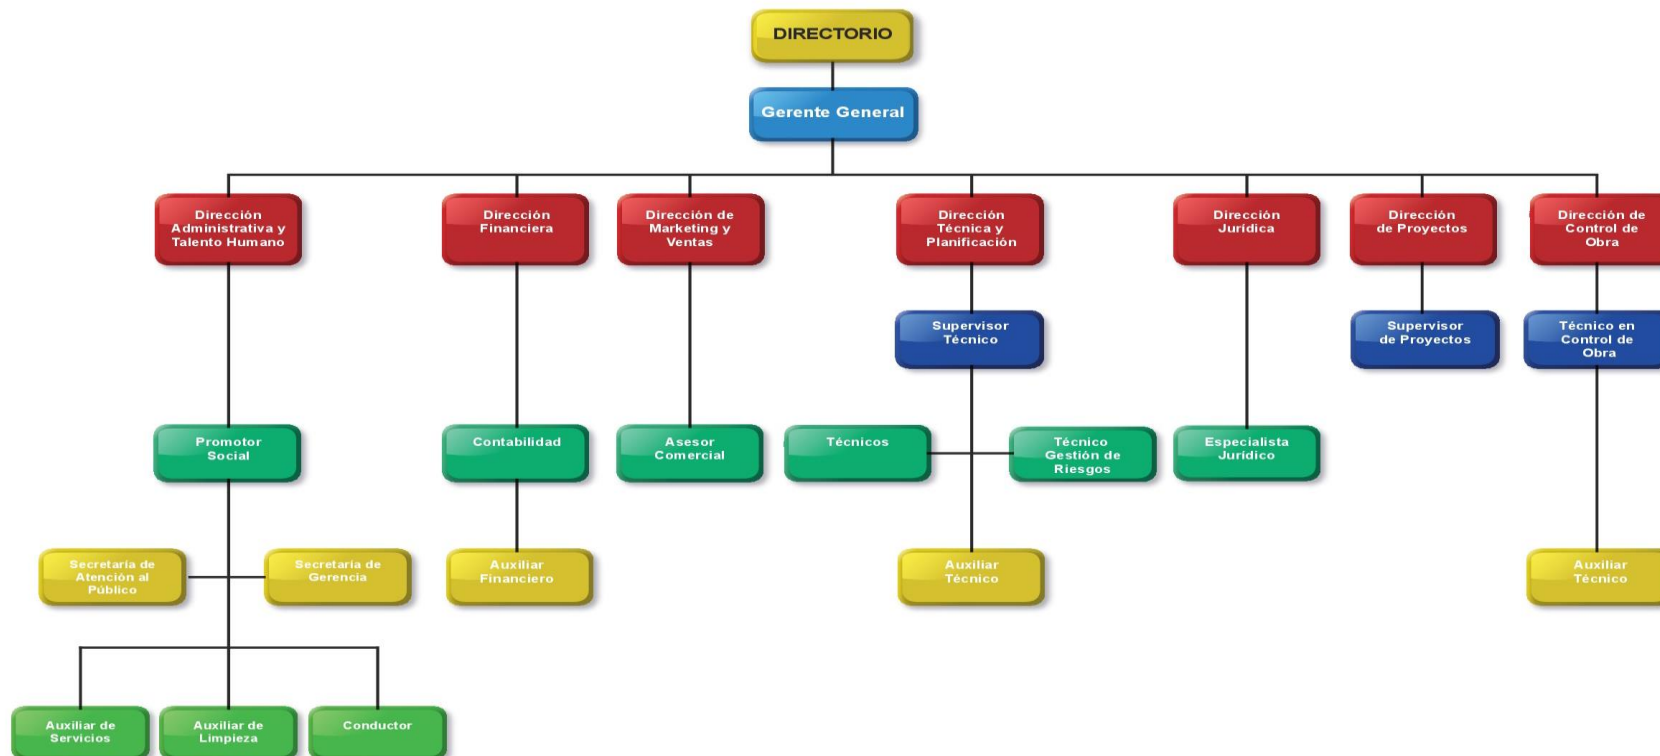 DIRECTORIO
Gerente General
Dirección
Administrativa y
Talento Humano
Dirección
Financiera
Dirección de
Marketing y
Ventas
Dirección
Técnica y
Planificación
Dirección
Jurídica
Dirección
de Proyectos
Dirección de
Control de
Obra
Supervisor
Técnico
Supervisor
de Proyectos
Técnico en
Control de
Obra
Promotor
Social
Contabilidad
Asesor
Comercial
Técnicos
Técnico
Gestión de
Riesgos
Especialista
Jurídico
Secretaría de
Atención al
Público
Secretaría de
Gerencia
Auxiliar
Financiero
Auxiliar
Técnico
Auxiliar
Técnico
Auxiliar de
Servicios
Auxiliar de
Limpieza
Conductor